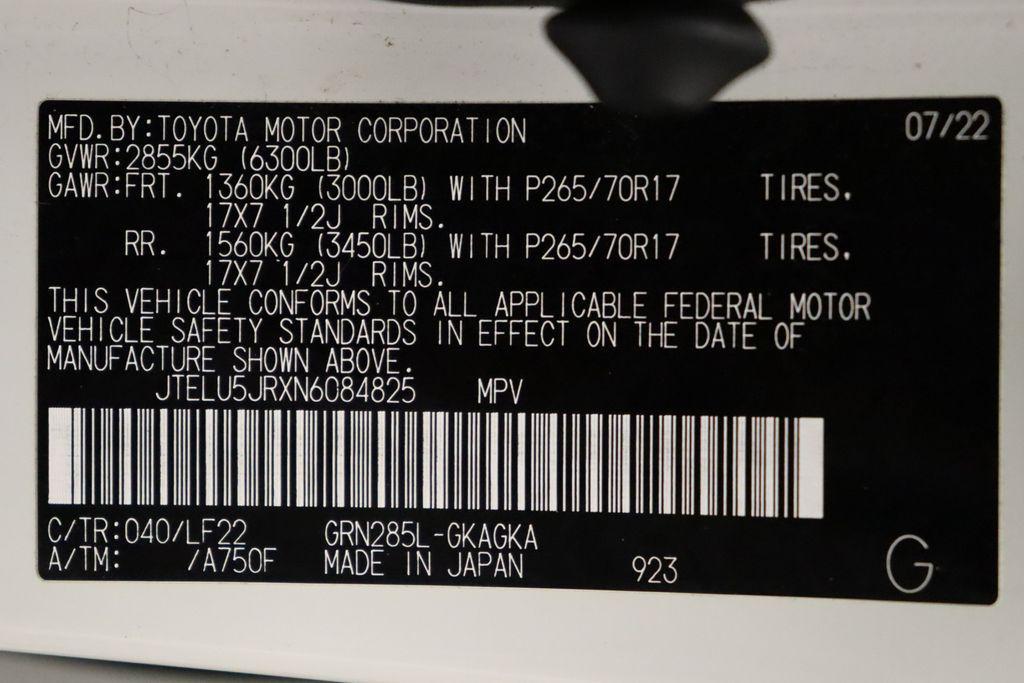 MFD.BY:TOYOTA MOTOR CORPORATION 07/22
GVWR:2855KG (6300LB)
GAWR:FRT. 1360KG (3000LB) WITH P265/70R17 TIRES.
17X7 1/2J RIMS.
RR. 1560KG (3450LB) WITH P265/70R17 TIRES.
17X7 1/2J RIMS.
THIS VEHICLE CONFORMS TO ALL APPLICABLE FEDERAL MOTOR
VEHICLE SAFETY STANDARDS IN EFFECT ON THE DATE OF
MANUFACTURE SHOWN ABOVE.
JTELU5JRXN6084825 MPV
C/TR:040/LF22 GRN285L-GKAGKA
A/TM: /A750F MADE IN JAPAN 923 G